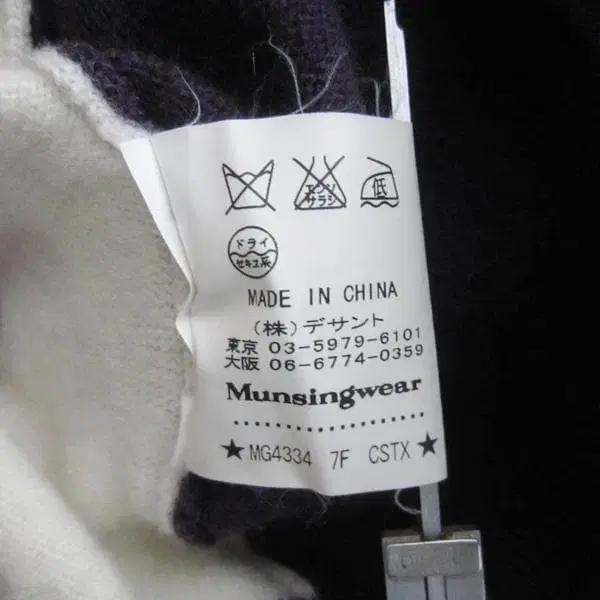 エンソ
サラシ
低
ドライ
セキユ系
MADE IN CHINA
(株)デサント
東京 03-5979-6101
大阪 06-6774-0359
Munsingwear
★ MG4334 7F CSTX ★